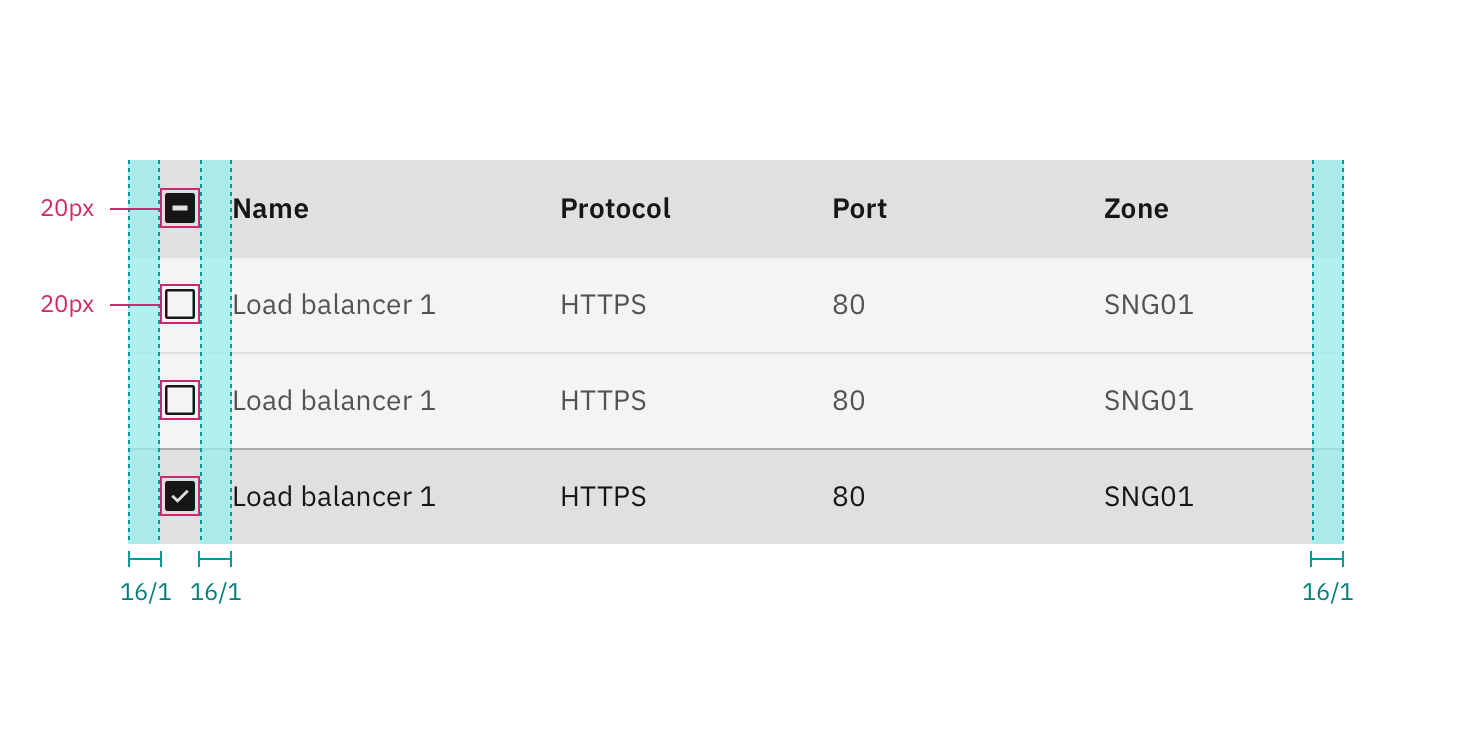 20px Name Protocol Port Zone
20px Load balancer 1 HTTPS 80 SNG01
Load balancer 1 HTTPS 80 SNG01
Load balancer 1 HTTPS 80 SNG01
16/1 16/1 16/1